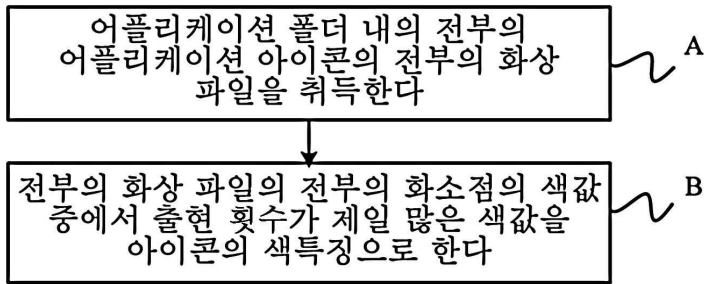 어플리케이션 폴더 내의 전부의
어플리케이션 아이콘의 전부의 화상
파일을 취득한다
A
전부의 화상 파일의 전부의 화소점의 색값
중에서 출현 횟수가 제일 많은 색값을
아이콘의 색특징으로 한다
B